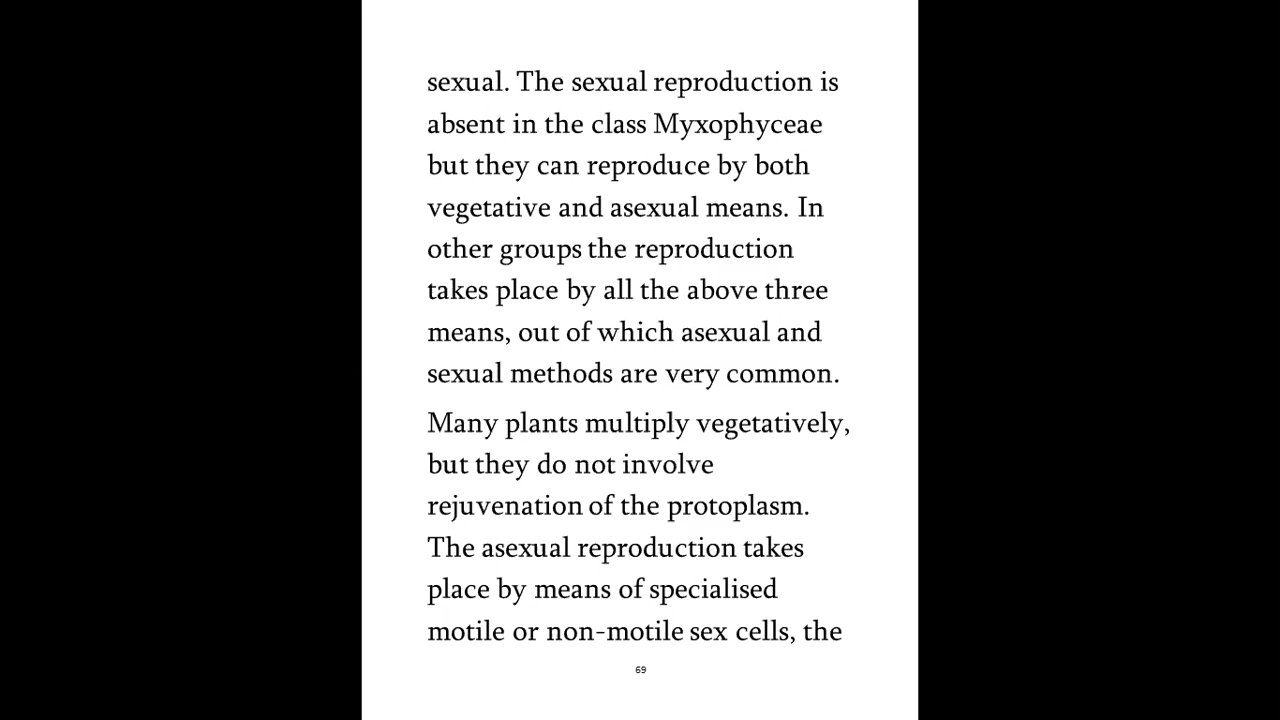 sexual. The sexual reproduction is
absent in the class Myxophyceae
but they can reproduce by both
vegetative and asexual means. In
other groups the reproduction
takes place by all the above three
means, out of which asexual and
sexual methods are very common.
Many plants multiply vegetatively,
but they do not involve
rejuvenation of the protoplasm.
The asexual reproduction takes
place by means of specialised
motile or non-motile sex cells, the
69